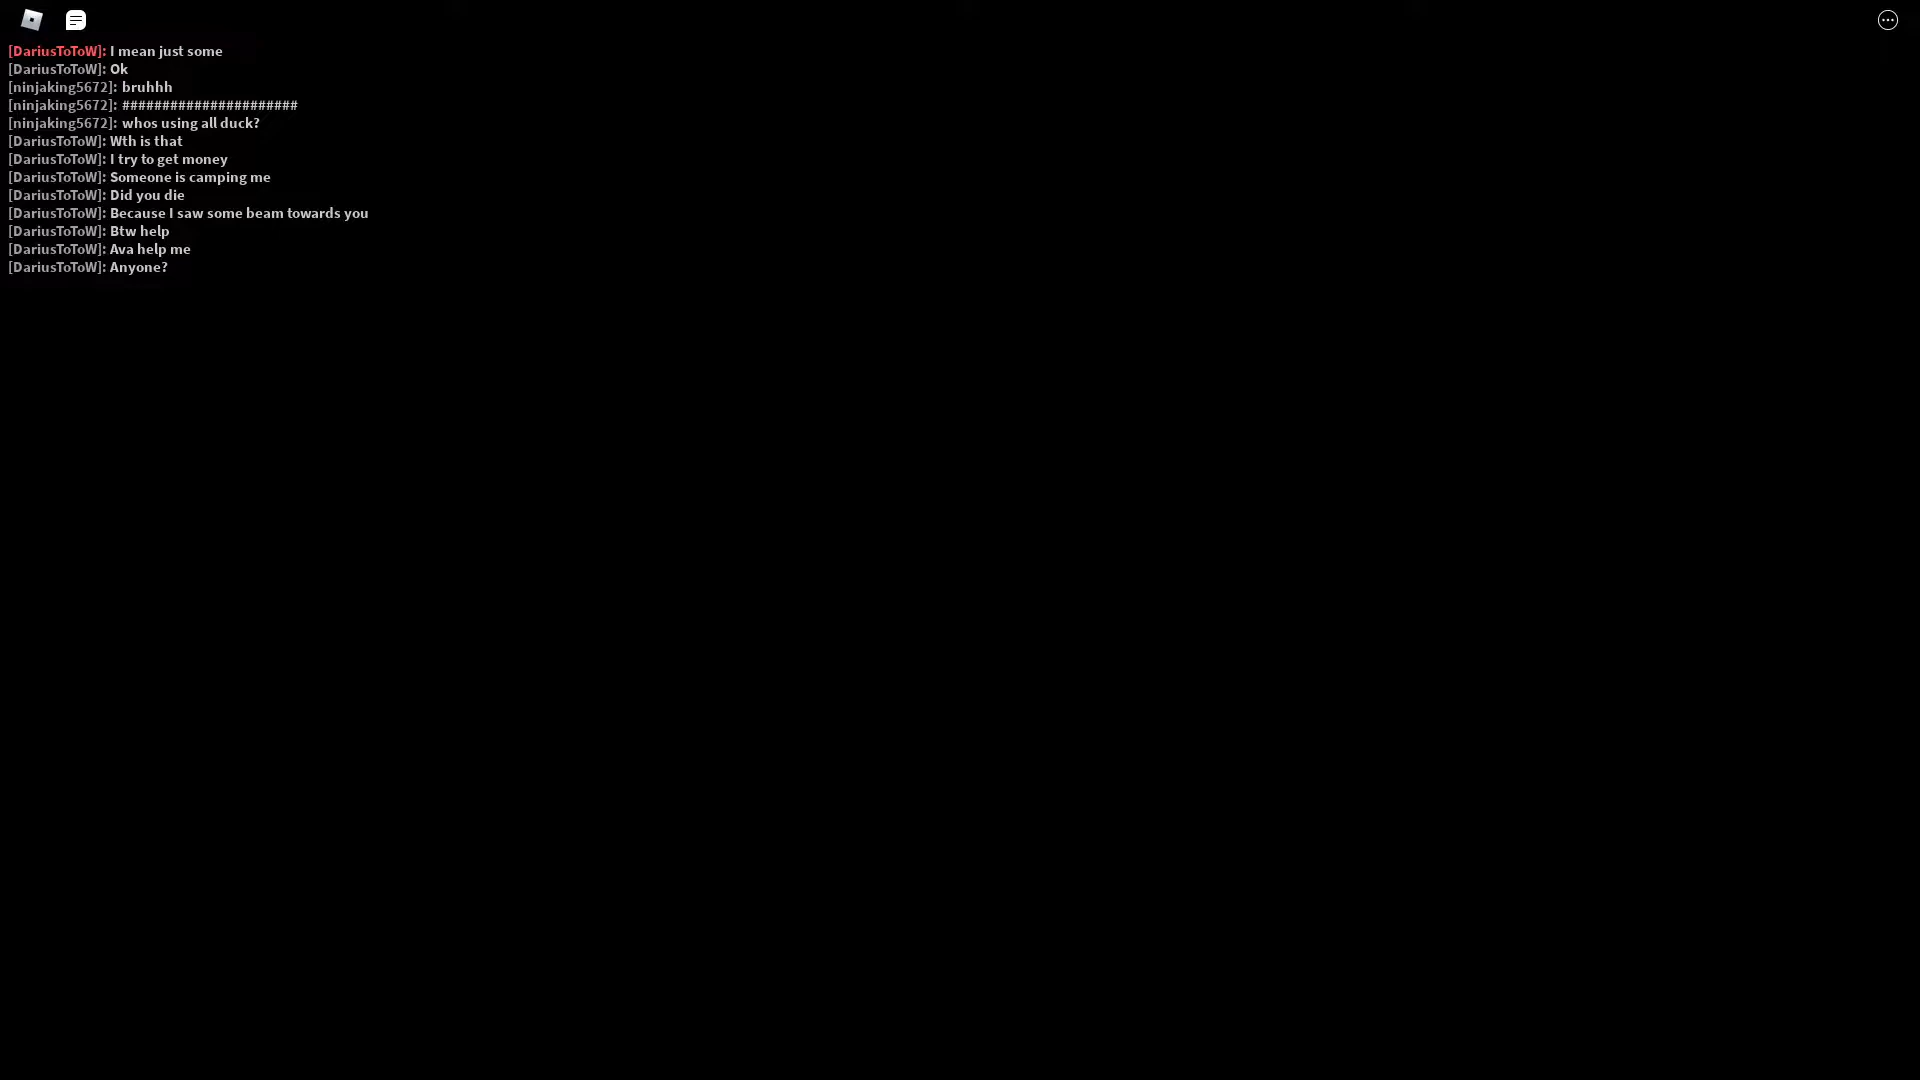 [DariusToToW]: I mean just some
[DariusToToW]: Ok
[ninjaking5672]: bruhhh
[ninjaking5672]: ######################
[ninjaking5672]: whos using all duck?
[DariusToToW]: Wth is that
[DariusToToW]: I try to get money
[DariusToToW]: Someone is camping me
[DariusToToW]: Did you die
[DariusToToW]: Because I saw some beam towards you
[DariusToToW]: Btw help
[DariusToToW]: Ava help me
[DariusToToW]: Anyone?